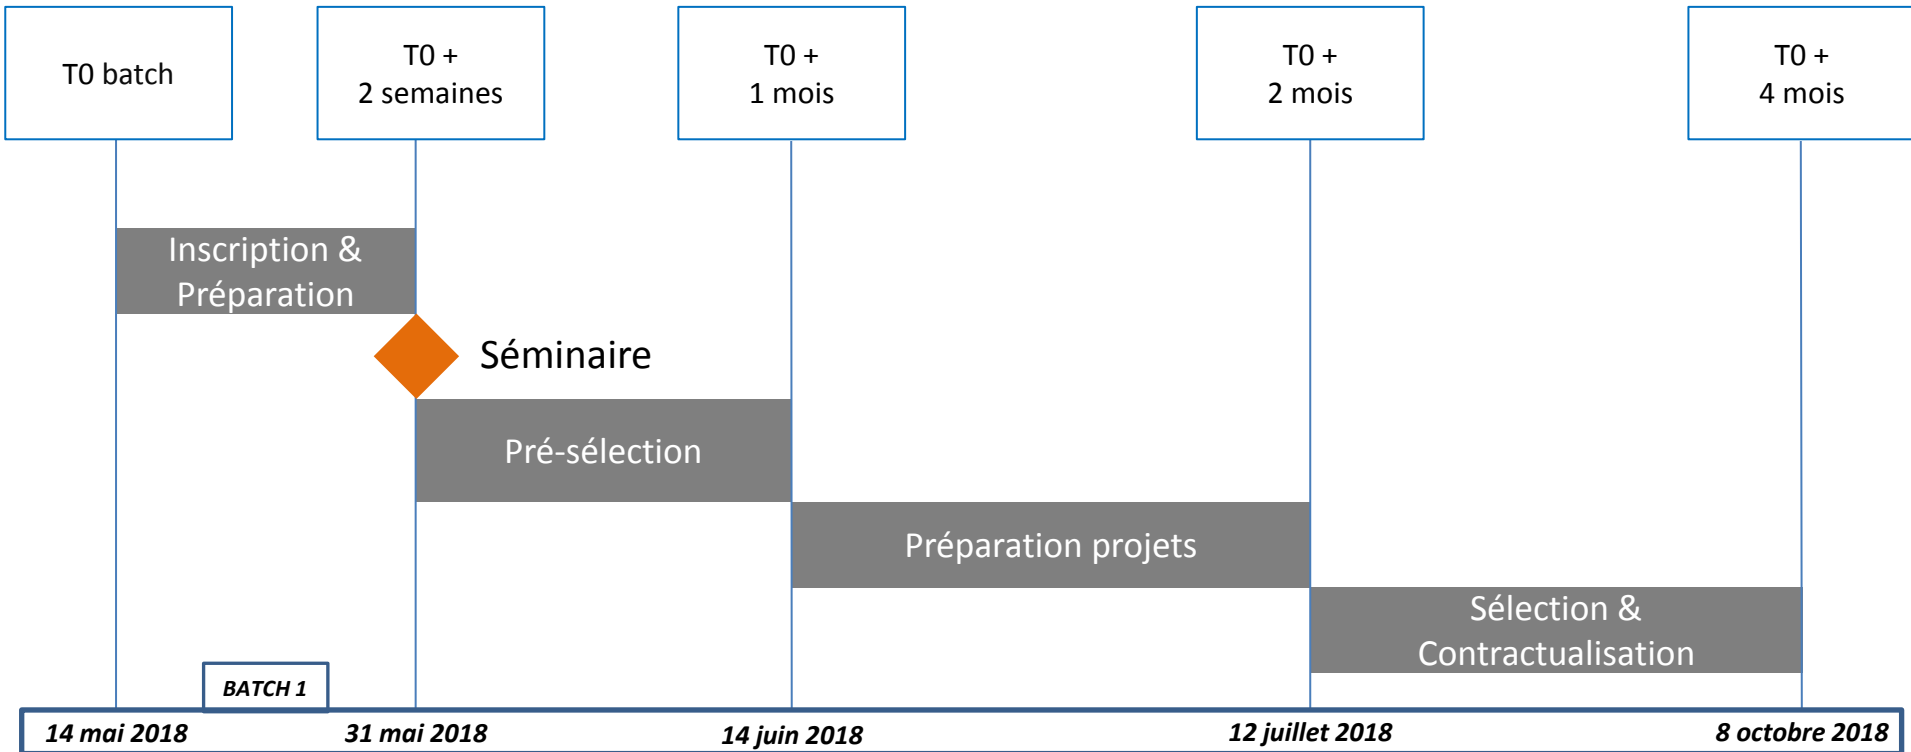 T0 batch
T0 +
2 semaines
T0 +
1 mois
T0 +
2 mois
T0 +
4 mois
Inscription &
Préparation
Séminaire
Pré-sélection
Préparation projets
Sélection &
Contractualisation
BATCH 1
14 mai 2018
31 mai 2018
14 juin 2018
12 juillet 2018
8 octobre 2018